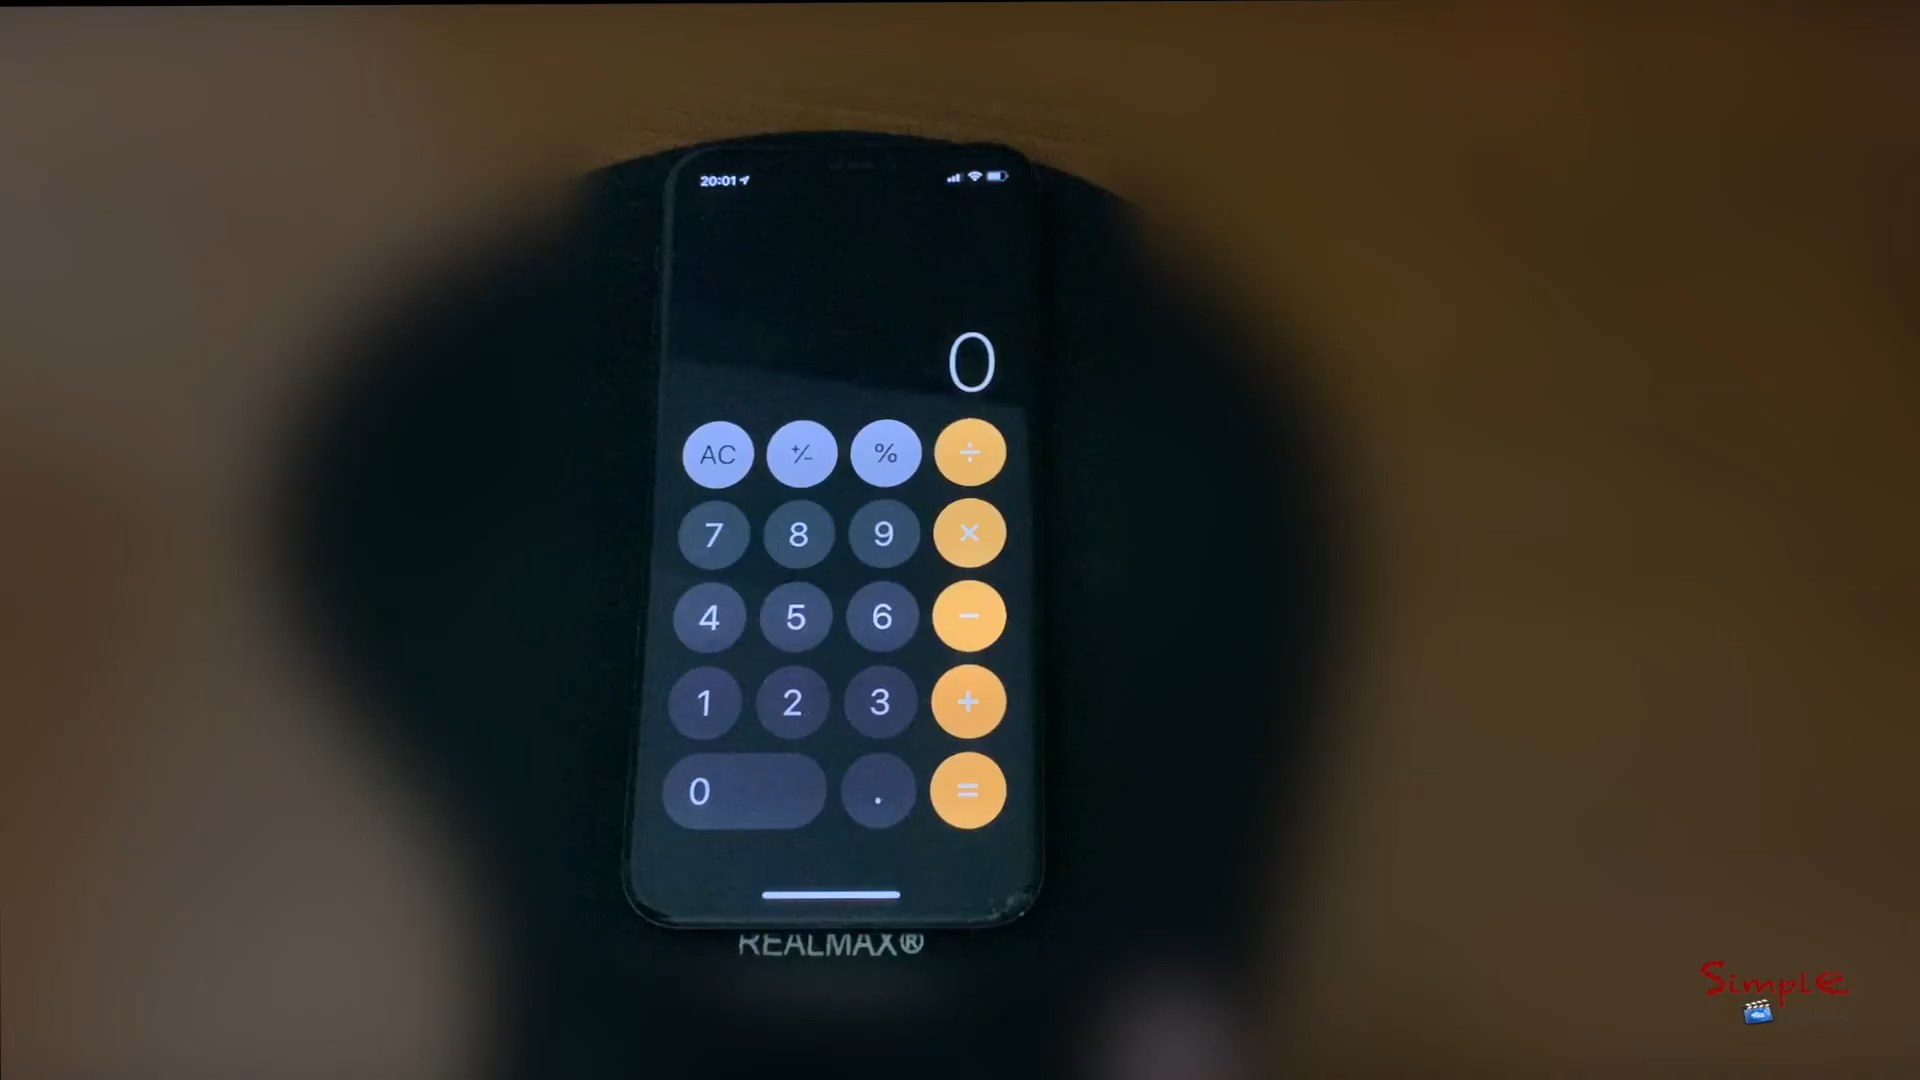 20:01
0
AC +/- % ÷
7 8 9 ×
4 5 6 −
1 2 3 +
0 . =
REALMAX®
Simple